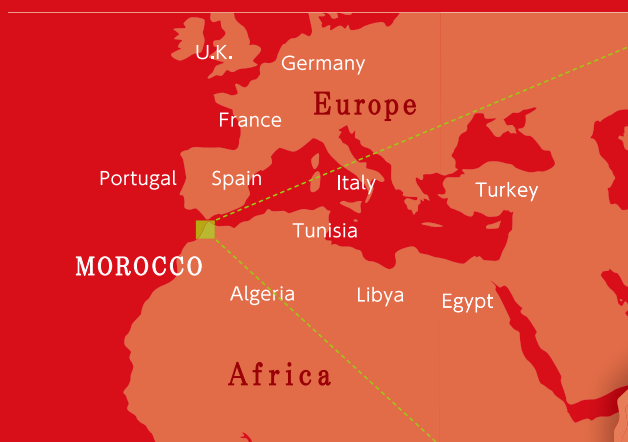 U.K.
Germany
Europe
France
Portugal
Spain
Italy
Turkey
Tunisia
MOROCCO
Algeria
Libya
Egypt
Africa